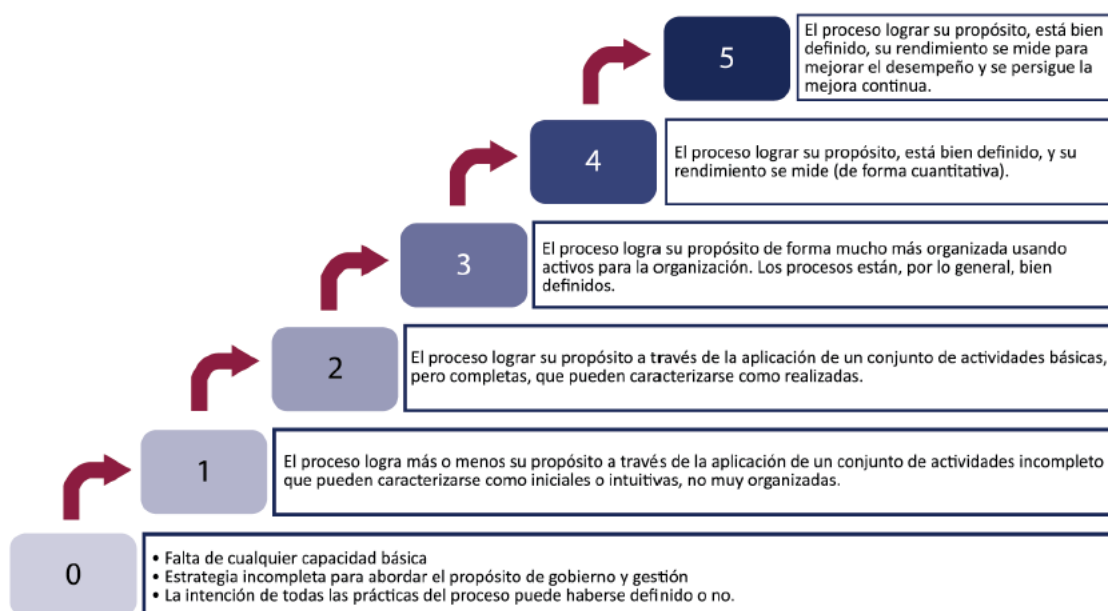 5
El proceso lograr su propósito, está bien
definido, su rendimiento se mide para
mejorar el desempeño y se persigue la
mejora continua.
4
El proceso lograr su propósito, está bien definido, y su
rendimiento se mide (de forma cuantitativa).
3
El proceso logra su propósito de forma mucho más organizada usando
activos para la organización. Los procesos están, por lo general, bien
definidos.
2
El proceso lograr su propósito a través de la aplicación de un conjunto de actividades básicas,
pero completas, que pueden caracterizarse como realizadas.
1
El proceso logra más o menos su propósito a través de la aplicación de un conjunto de actividades incompleto
que pueden caracterizarse como iniciales o intuitivas, no muy organizadas.
0
• Falta de cualquier capacidad básica
• Estrategia incompleta para abordar el propósito de gobierno y gestión
• La intención de todas las prácticas del proceso puede haberse definido o no.